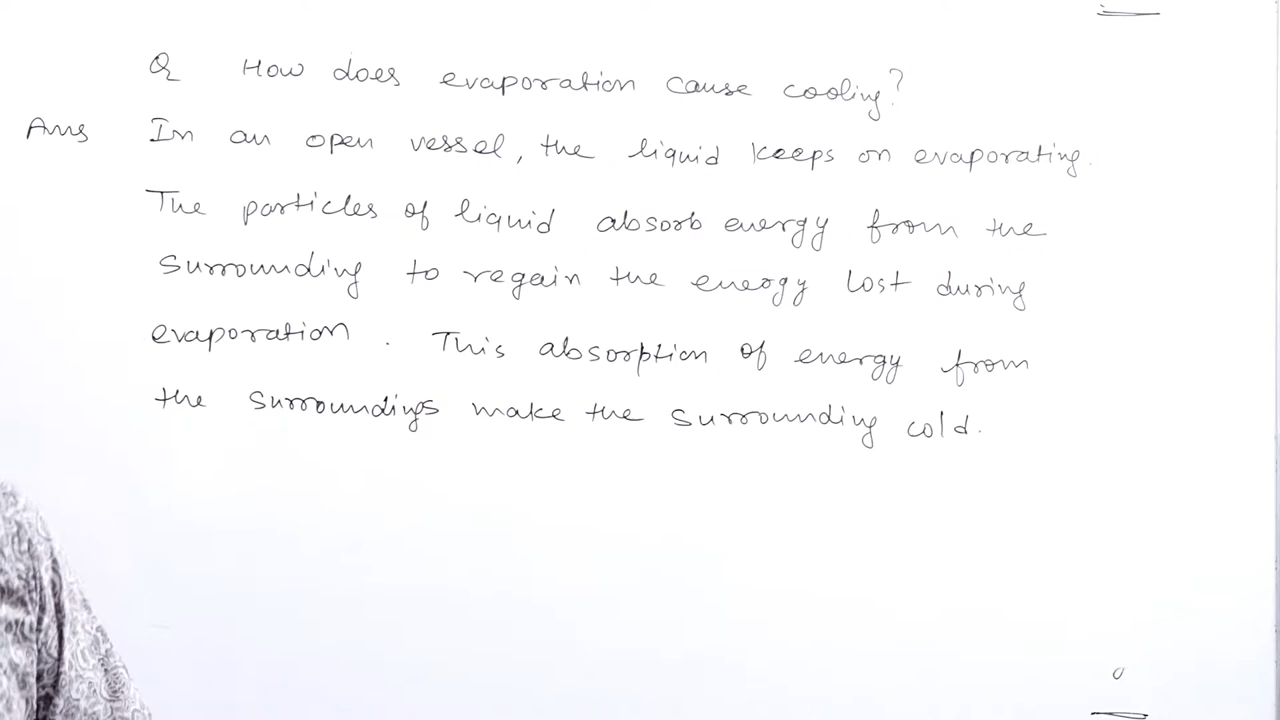 Q How does evaporation cause cooling?
Ans In an open vessel, the liquid keeps on evaporating.
The particles of liquid absorb energy from the
surrounding to regain the energy lost during
evaporation. This absorption of energy from
the surroundings make the surrounding cold.